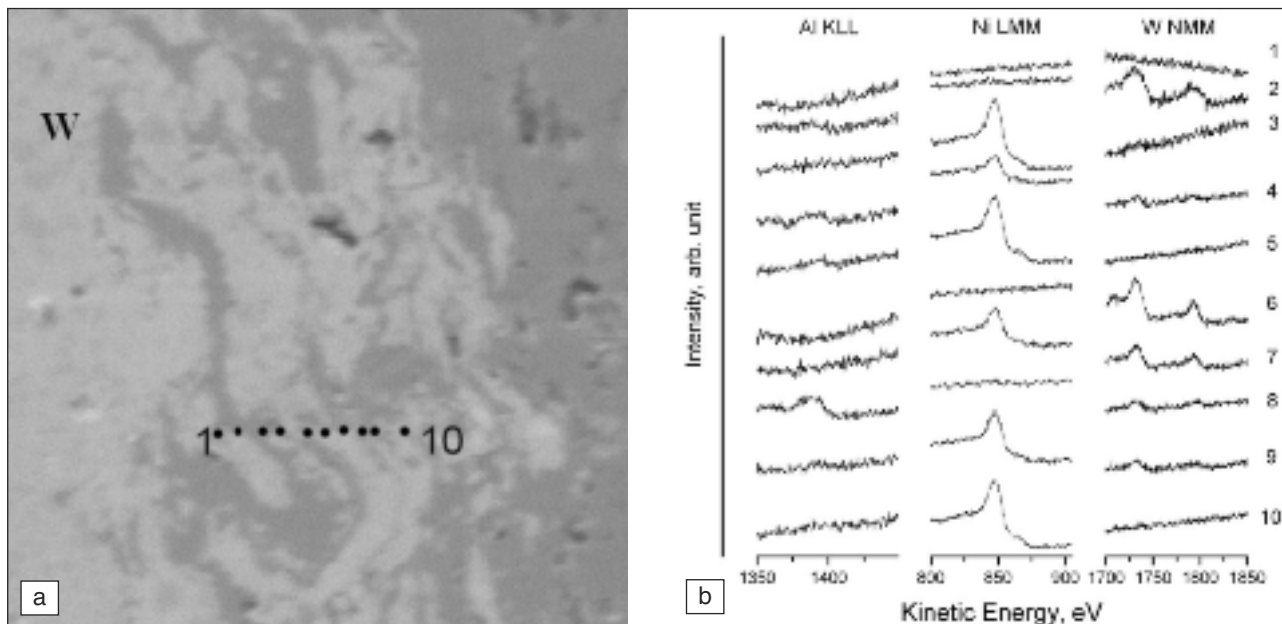 W
1 10
a
Al KLL Ni LMM W NMM
1
2
3
4
5
6
7
8
9
10
Intensity, arb. unit
1350 1400 800 850 900 1700 1750 1800 1850
Kinetic Energy, eV
b